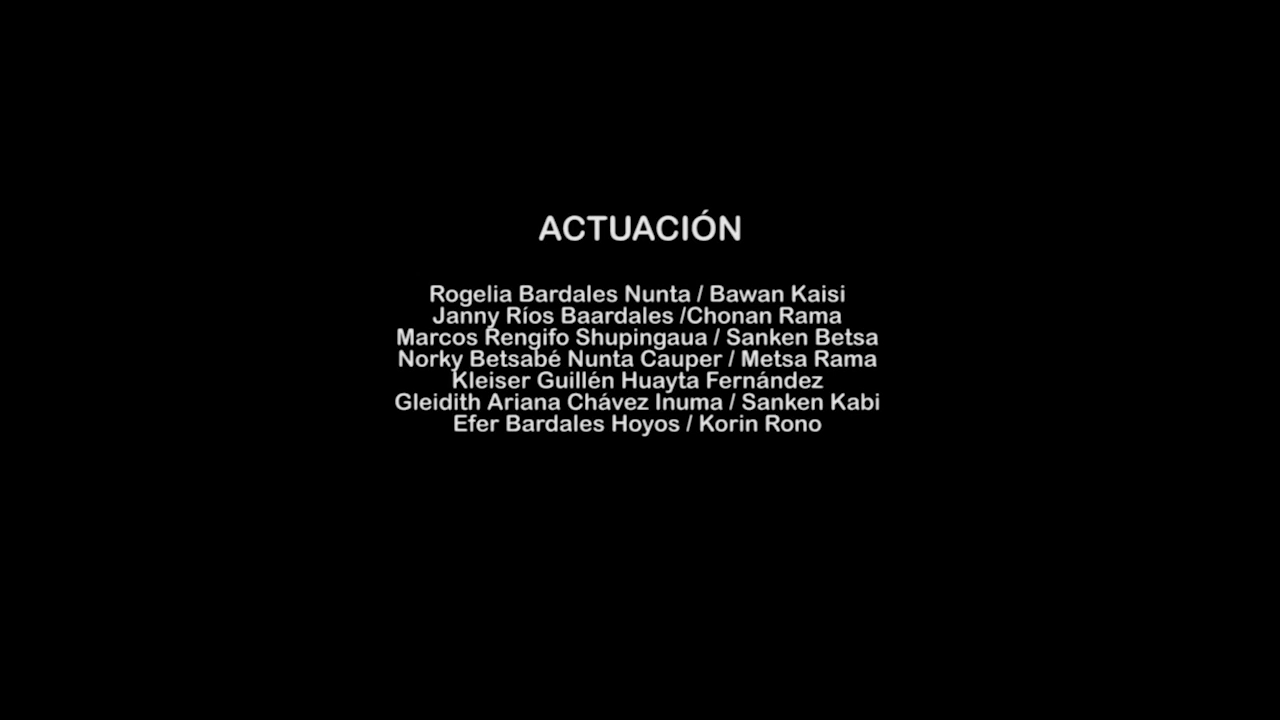 ACTUACIÓN
Rogelia Bardales Nunta / Bawan Kaisi
Janny Ríos Baardales /Chonan Rama
Marcos Rengifo Shupingaua / Sanken Betsa
Norky Betsabé Nunta Cauper / Metsa Rama
Kleiser Guillén Huayta Fernández
Gleidith Ariana Chávez Inuma / Sanken Kabi
Efer Bardales Hoyos / Korin Rono